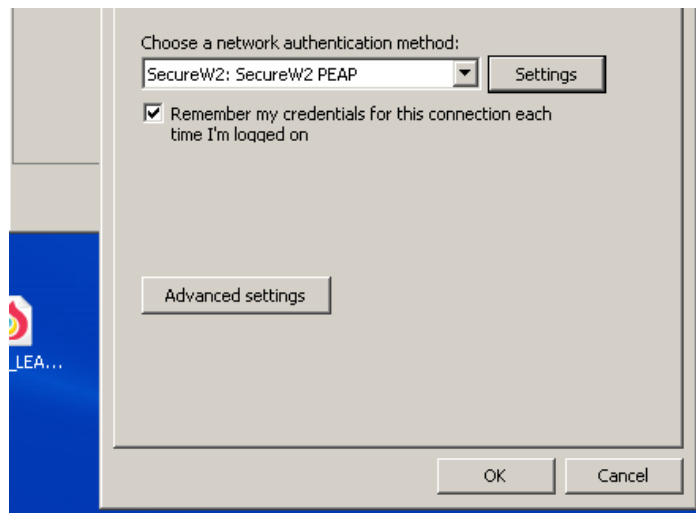 Choose a network authentication method:
SecureW2: SecureW2 PEAP
Settings
Remember my credentials for this connection each
time I'm logged on
Advanced settings
_LEA...
OK
Cancel